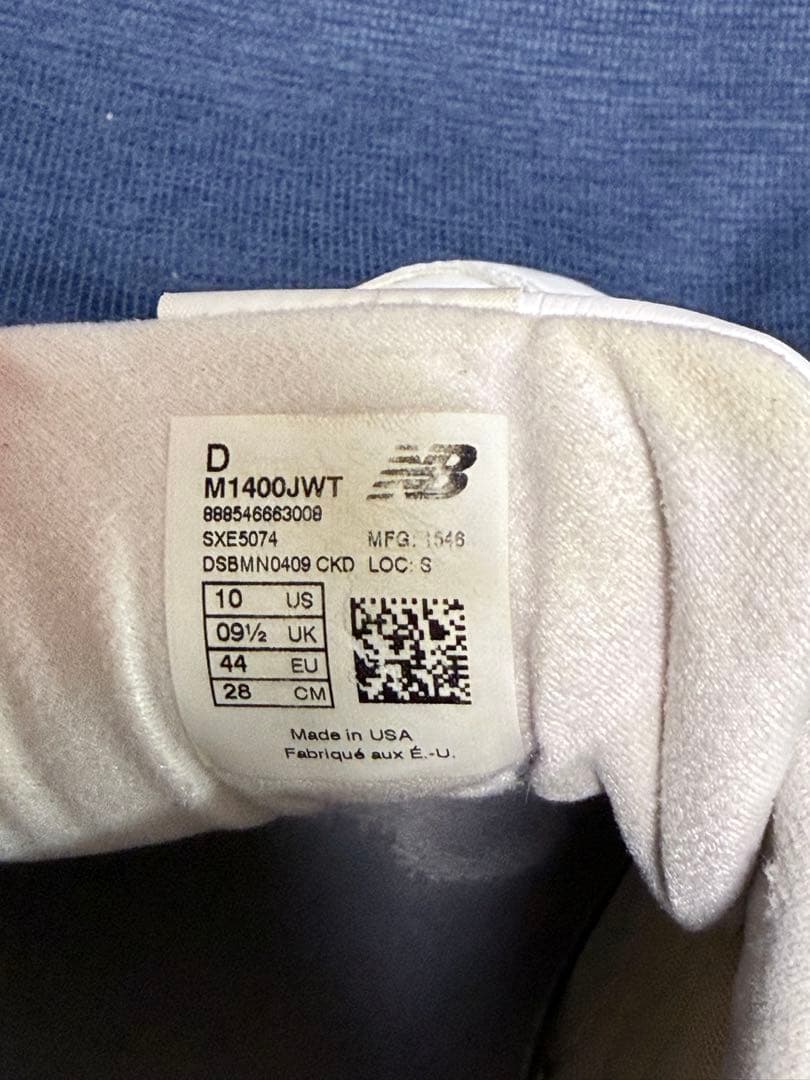 D
NB
M1400JWT
888546663008
SXE5074 MFG: 1546
DSBMN0409 CKD LOC: S
10 US
09½ UK
44 EU
28 CM
Made in USA
Fabriqué aux É.-U.